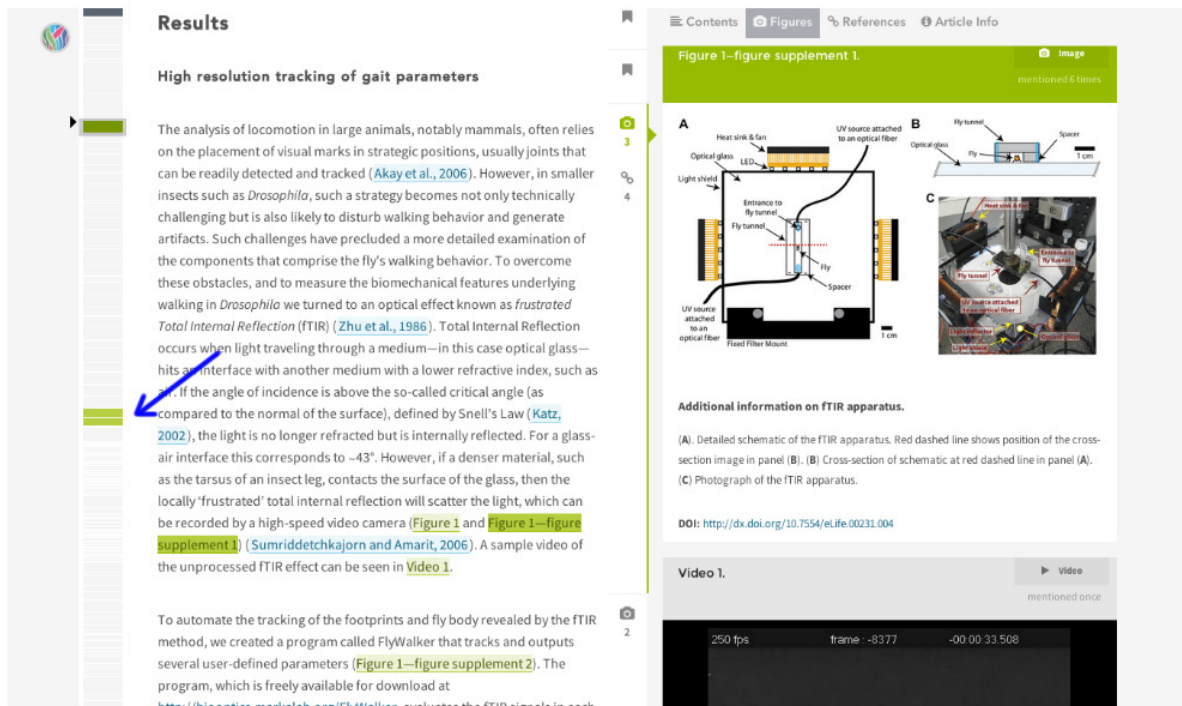 Results
High resolution tracking of gait parameters
The analysis of locomotion in large animals, notably mammals, often relies
on the placement of visual marks in strategic positions, usually joints that
can be readily detected and tracked (Akay et al., 2006). However, in smaller
insects such as Drosophila, such a strategy becomes not only technically
challenging but is also likely to disturb walking behavior and generate
artifacts. Such challenges have precluded a more detailed examination of
the components that comprise the fly's walking behavior. To overcome
these obstacles, and to measure the biomechanical features underlying
walking in Drosophila we turned to an optical effect known as frustrated
Total Internal Reflection (fTIR) (Zhu et al., 1986). Total Internal Reflection
occurs when light traveling through a medium—in this case optical glass—
hits an interface with another medium with a lower refractive index, such as
air. If the angle of incidence is above the so-called critical angle (as
compared to the normal of the surface), defined by Snell's Law (Katz,
2002), the light is no longer refracted but is internally reflected. For a glass-
air interface this corresponds to ~43°. However, if a denser material, such
as the tarsus of an insect leg, contacts the surface of the glass, then the
locally 'frustrated' total internal reflection will scatter the light, which can
be recorded by a high-speed video camera (Figure 1 and Figure 1—figure
supplement 1) (Sumriddetchkajorn and Amarit, 2006). A sample video of
the unprocessed fTIR effect can be seen in Video 1.
To automate the tracking of the footprints and fly body revealed by the fTIR
method, we created a program called FlyWalker that tracks and outputs
several user-defined parameters (Figure 1—figure supplement 2). The
program, which is freely available for download at
3
4
2
Contents
Figures
References
Article Info
Figure 1—figure supplement 1.
Image
mentioned 6 times
A
Heat sink & fan
UV source attached
to an optical fiber
Optical glass
LED
Light shield
Entrance to
fly tunnel
Fly tunnel
Fly
Spacer
UV source
attached
to an
optical fiber
Fixed Filter Mount
1 cm
B
Fly tunnel
Spacer
Optical glass
Fly
1 cm
C
Heat sink & fan
Entrance to
fly tunnel
Fly tunnel
UV source attached
to an optical fiber
Light reflector
Optical glass
Additional information on fTIR apparatus.
(A). Detailed schematic of the fTIR apparatus. Red dashed line shows position of the cross-
section image in panel (B). (B) Cross-section of schematic at red dashed line in panel (A).
(C) Photograph of the fTIR apparatus.
DOI: http://dx.doi.org/10.7554/eLife.00231.004
Video 1.
Video
mentioned once
250 fps
frame : -8377
-00:00:33.508